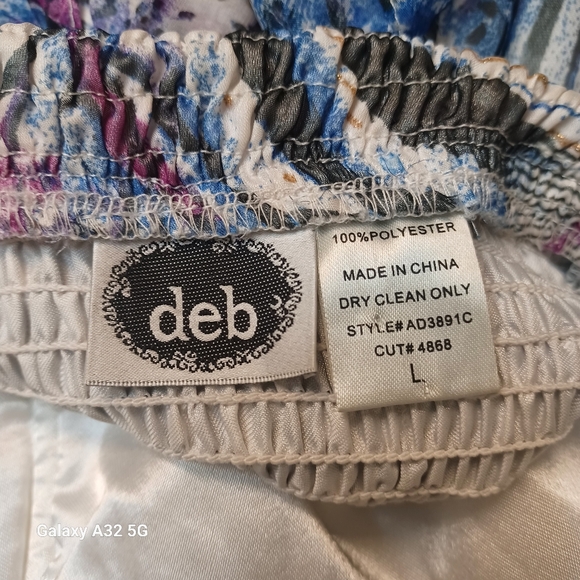 deb
100%POLYESTER
MADE IN CHINA
DRY CLEAN ONLY
STYLE# AD3891C
CUT# 4868
L
Galaxy A32 5G